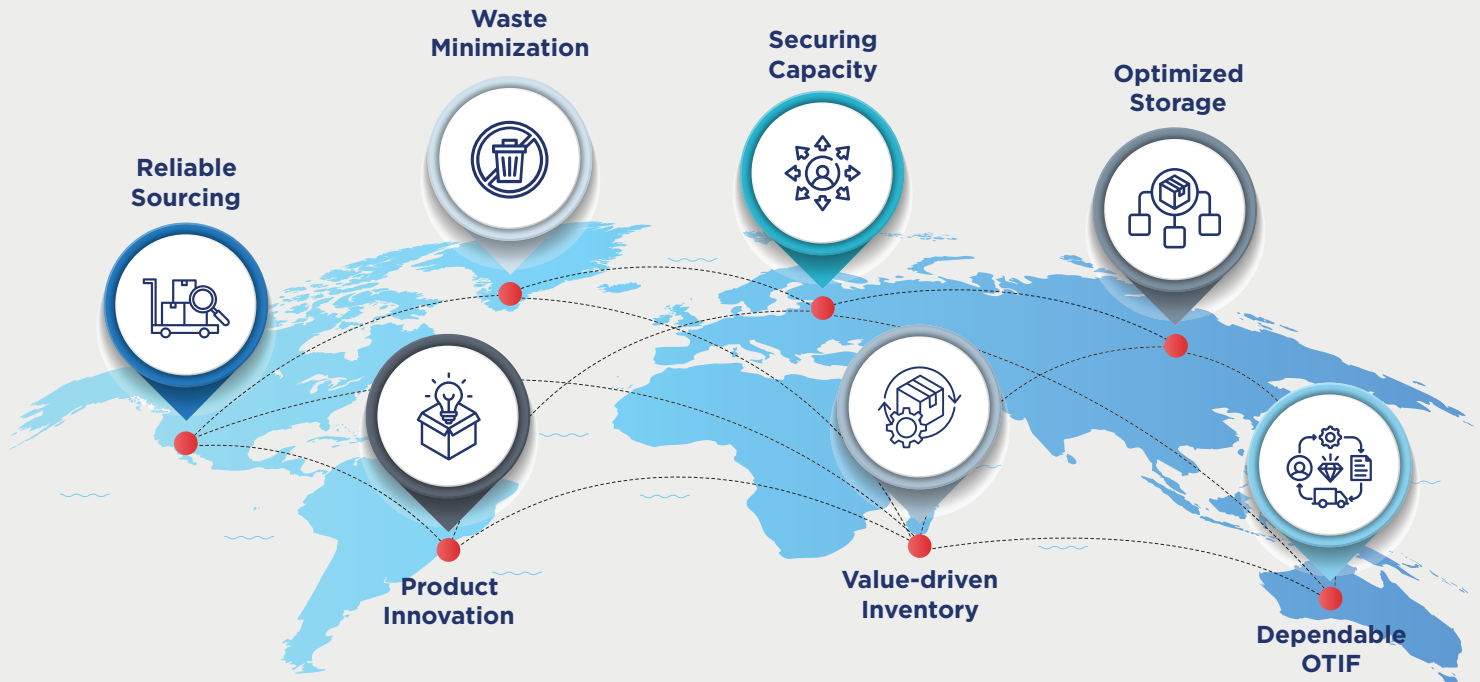 Waste
Minimization
Securing
Capacity
Optimized
Storage
Reliable
Sourcing
Product
Innovation
Value-driven
Inventory
Dependable
OTIF